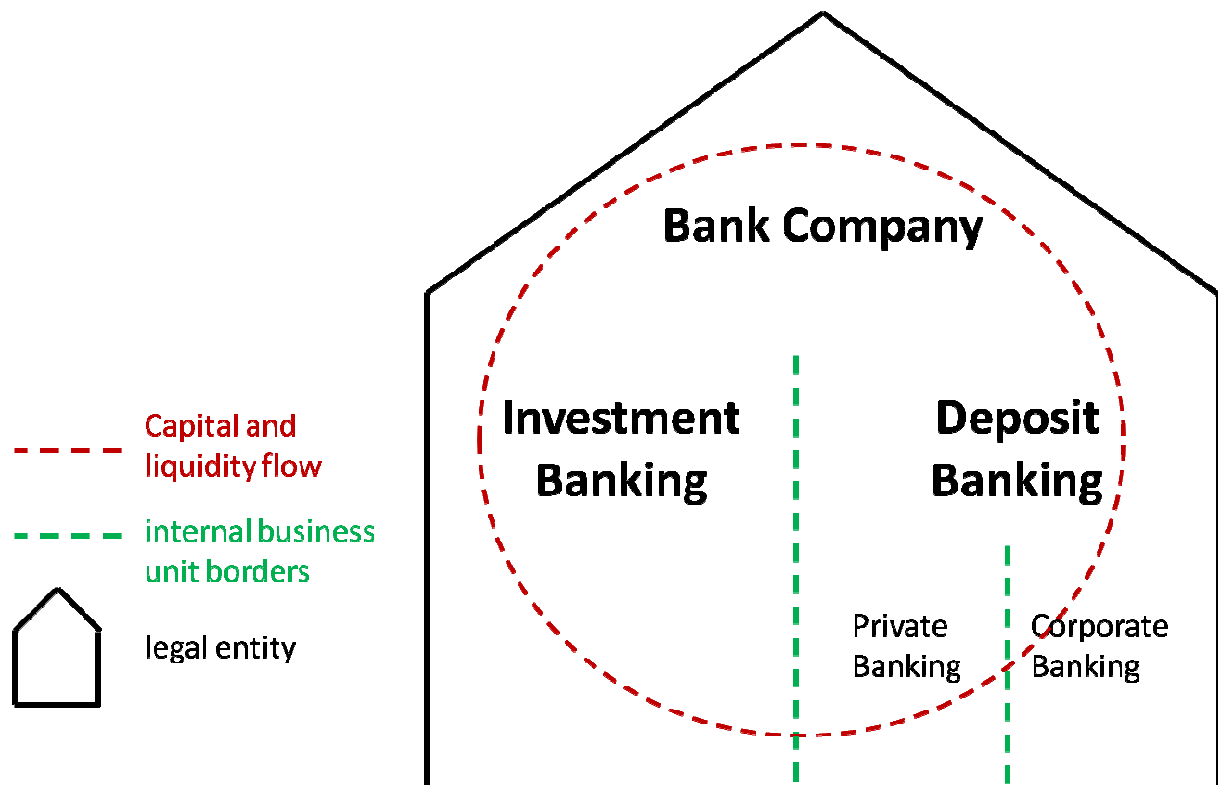 Bank Company
Investment
Banking
Deposit
Banking
Private
Banking
Corporate
Banking
Capital and
liquidity flow
internal business
unit borders
legal entity